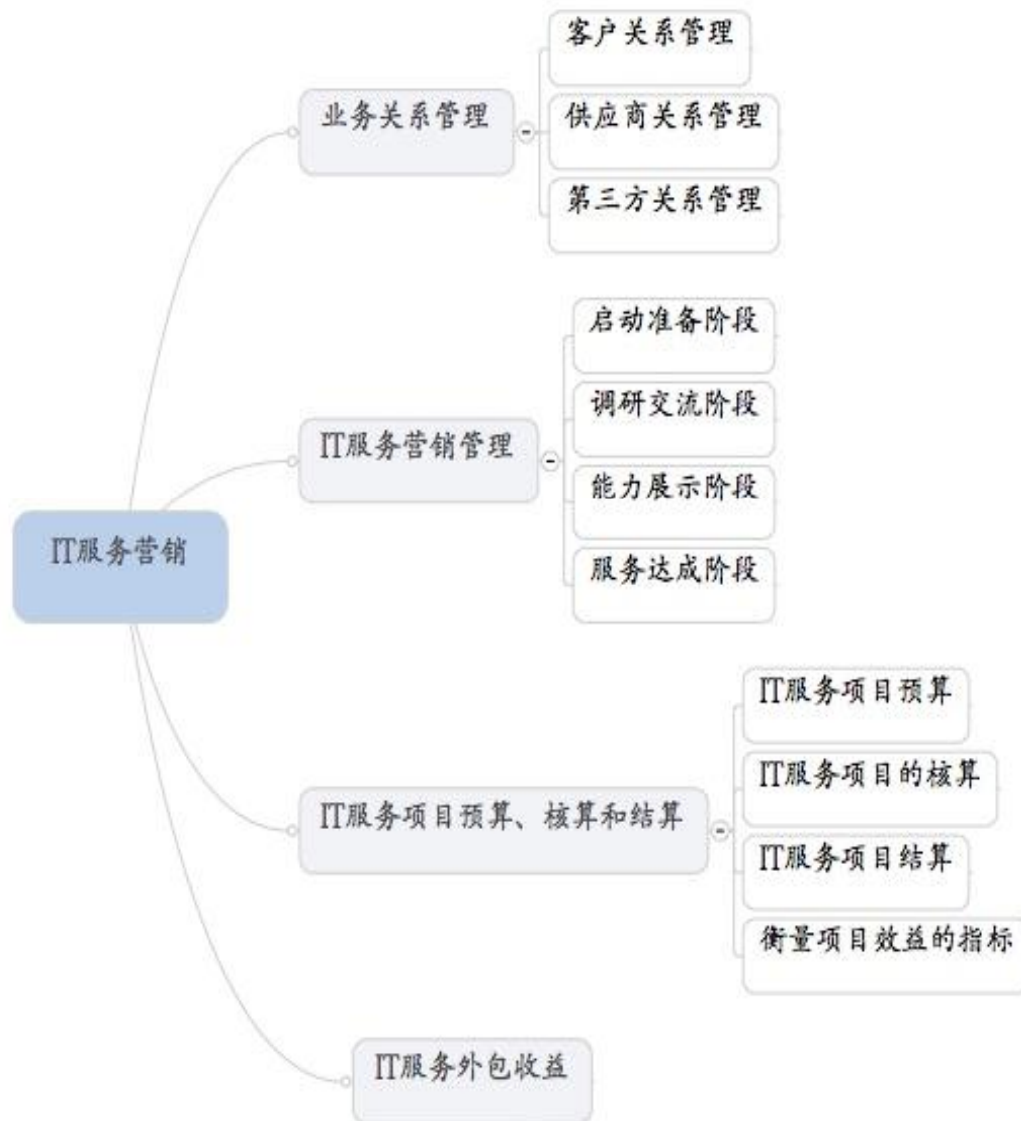 客户关系管理
业务关系管理
供应商关系管理
第三方关系管理
启动准备阶段
调研交流阶段
IT服务营销管理
能力展示阶段
服务达成阶段
IT服务营销
IT服务项目预算
IT服务项目的核算
IT服务项目预算、核算和结算
IT服务项目结算
衡量项目效益的指标
IT服务外包收益